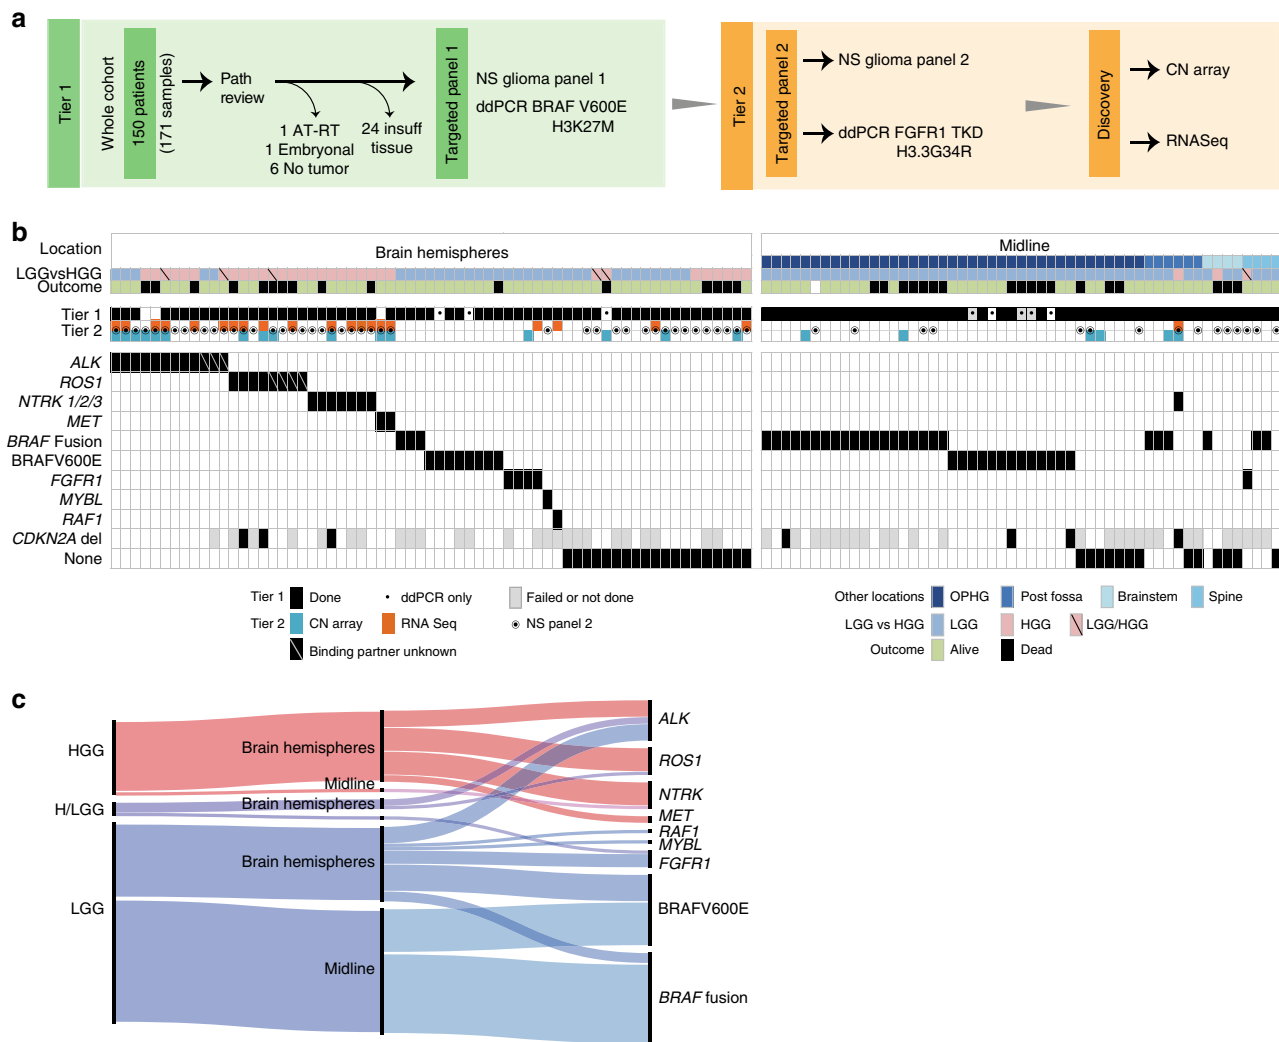 a
Tier 1
Whole cohort
150 patients
(171 samples)
Path
review
1 AT-RT
1 Embryonal
6 No tumor
24 insuff
tissue
Targeted panel 1
NS glioma panel 1
ddPCR BRAF V600E
H3K27M
Tier 2
Targeted panel 2
NS glioma panel 2
ddPCR FGFR1 TKD
H3.3G34R
Discovery
CN array
RNASeq
b
Location
Brain hemispheres
Midline
LGGvsHGG
Outcome
Tier 1
Tier 2
ALK
ROS1
NTRK 1/2/3
MET
BRAF Fusion
BRAFV600E
FGFR1
MYBL
RAF1
CDKN2A del
None
Tier 1 Done ddPCR only Failed or not done
Tier 2 CN array RNA Seq NS panel 2
Binding partner unknown
Other locations OPHG Post fossa Brainstem Spine
LGG vs HGG LGG HGG LGG/HGG
Outcome Alive Dead
c
HGG
H/LGG
LGG
Brain hemispheres
Midline
Brain hemispheres
Brain hemispheres
Midline
ALK
ROS1
NTRK
MET
RAF1
MYBL
FGFR1
BRAFV600E
BRAF fusion